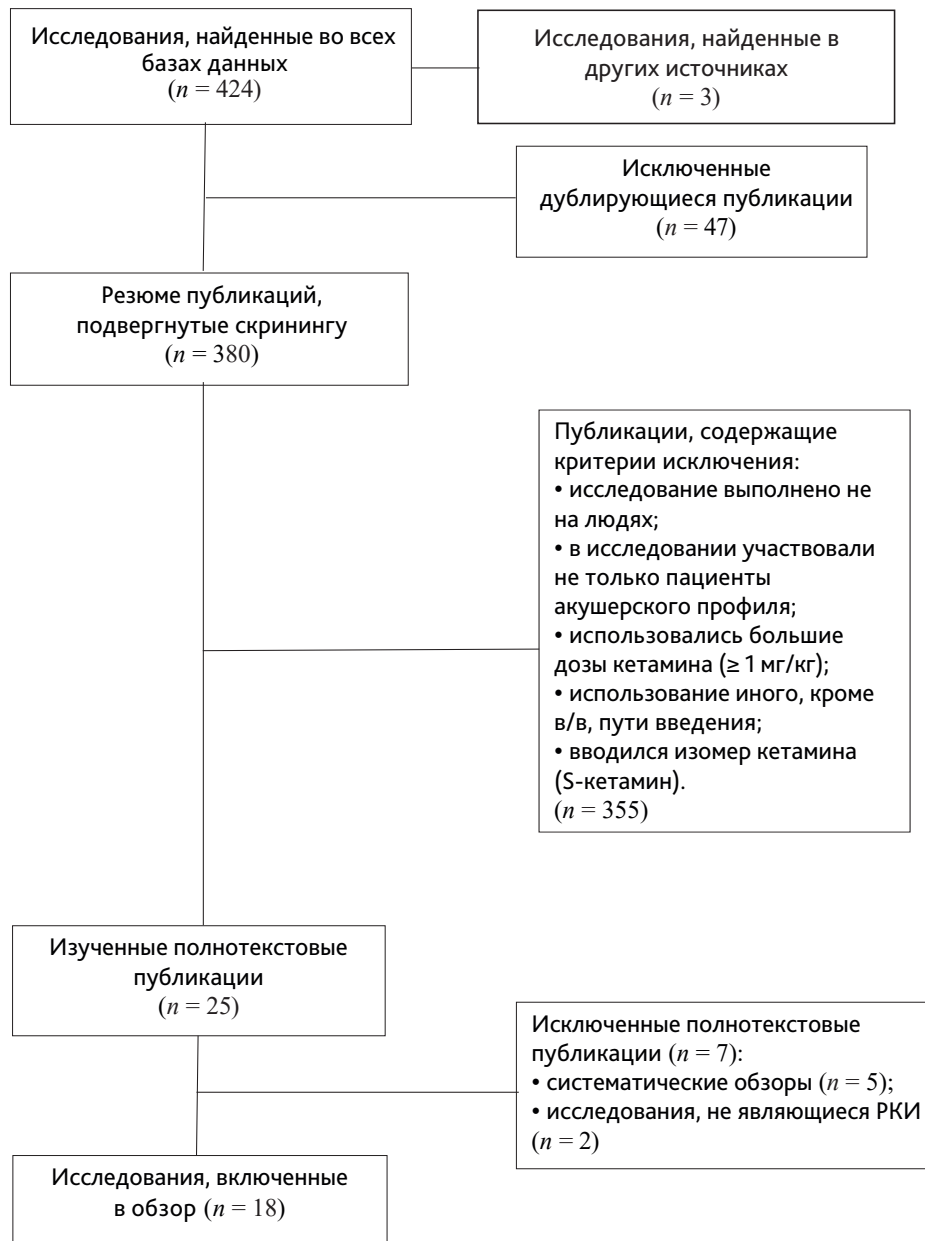 Исследования, найденные во всех
базах данных
(n = 424)
Исследования, найденные в
других источниках
(n = 3)
Исключенные
дублирующиеся публикации
(n = 47)
Резюме публикаций,
подвергнутые скринингу
(n = 380)
Публикации, содержащие
критерии исключения:
• исследование выполнено не
на людях;
• в исследовании участвовали
не только пациенты
акушерского профиля;
• использовались большие
дозы кетамина (≥ 1 мг/кг);
• использование иного, кроме
в/в, пути введения;
• вводился изомер кетамина
(S-кетамин).
(n = 355)
Изученные полнотекстовые
публикации
(n = 25)
Исключенные полнотекстовые
публикации (n = 7):
• систематические обзоры (n = 5);
• исследования, не являющиеся РКИ
(n = 2)
Исследования, включенные
в обзор (n = 18)